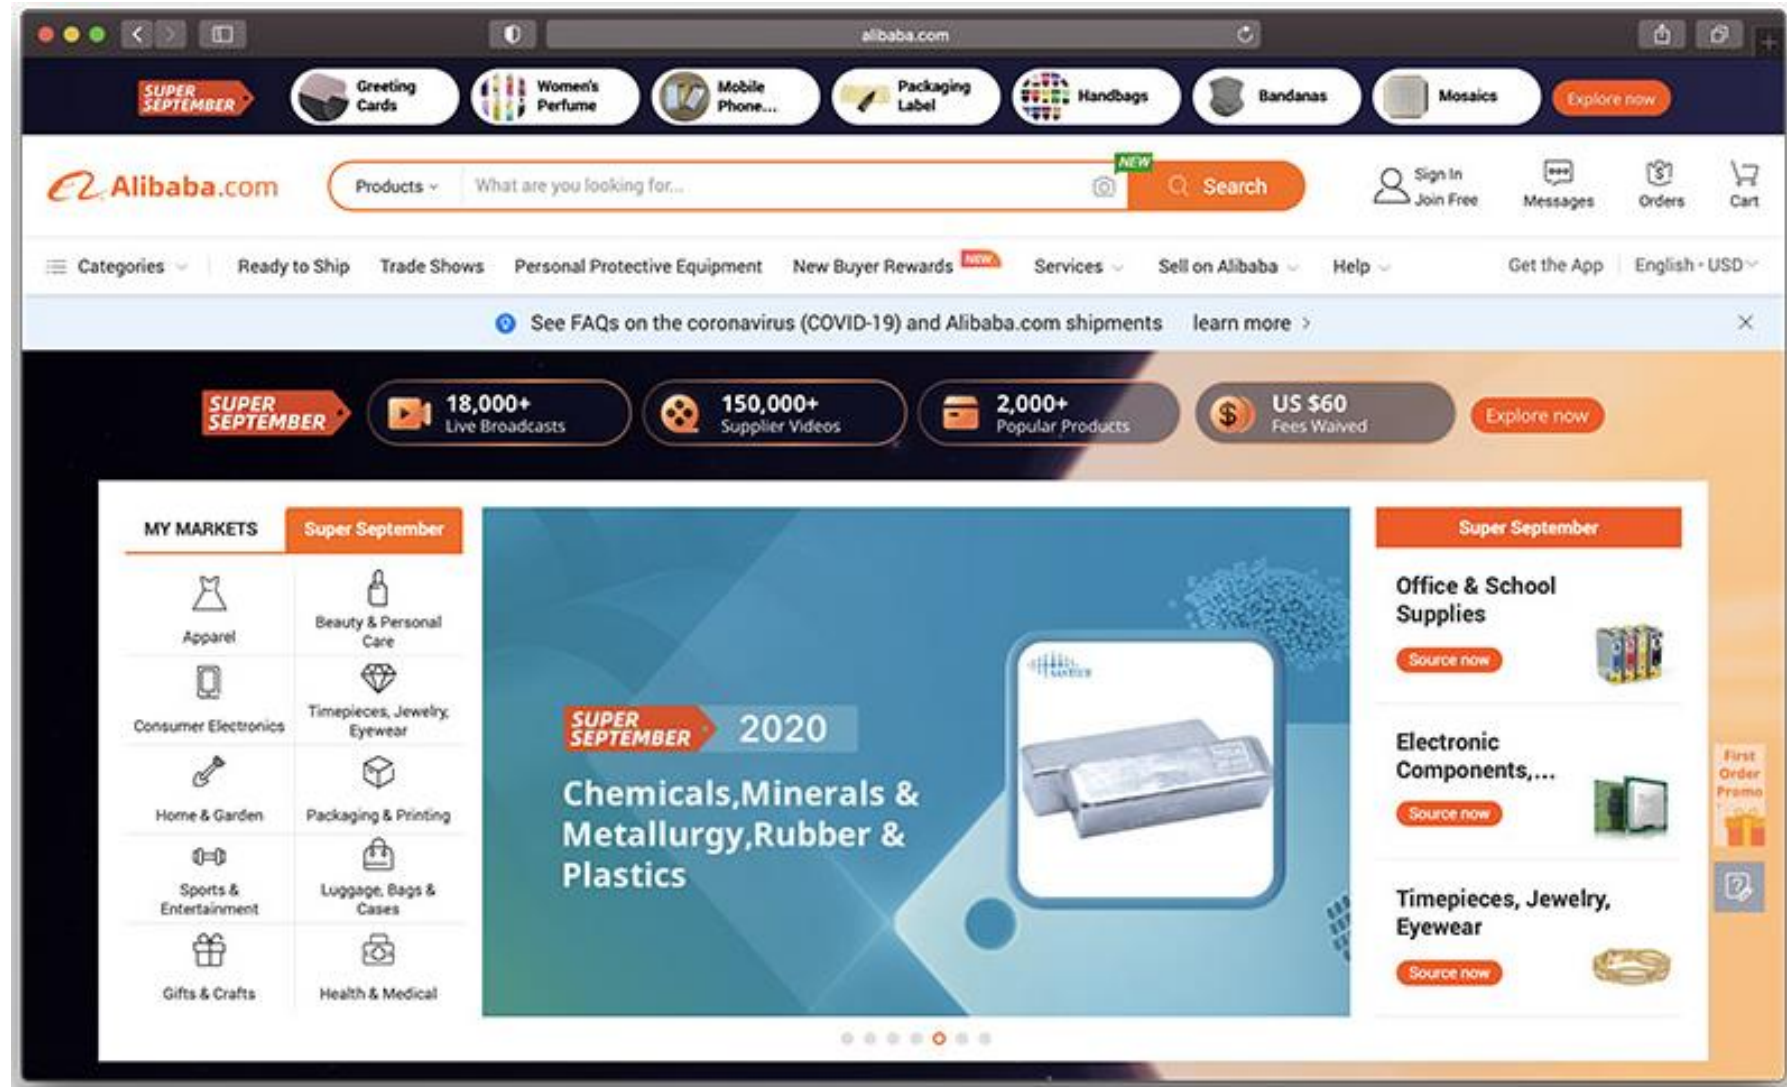 alibaba.com
SUPER
SEPTEMBER
Greeting
Cards
Women's
Perfume
Mobile
Phone...
Packaging
Label
Handbags
Bandanas
Mosaics
Explore now
Alibaba.com
Products
What are you looking for...
NEW
Search
Sign In
Join Free
Messages
Orders
Cart
Categories
Ready to Ship
Trade Shows
Personal Protective Equipment
New Buyer Rewards
NEW
Services
Sell on Alibaba
Help
Get the App
English - USD
See FAQs on the coronavirus (COVID-19) and Alibaba.com shipments
learn more >
SUPER
SEPTEMBER
18,000+
Live Broadcasts
150,000+
Supplier Videos
2,000+
Popular Products
US $60
Fees Waived
Explore now
MY MARKETS
Super September
Apparel
Beauty & Personal
Care
Consumer Electronics
Timepieces, Jewelry,
Eyewear
Home & Garden
Packaging & Printing
Sports &
Entertainment
Luggage, Bags &
Cases
Gifts & Crafts
Health & Medical
SUPER
SEPTEMBER
2020
Chemicals,Minerals &
Metallurgy,Rubber &
Plastics
Super September
Office & School
Supplies
Source now
Electronic
Components,...
Source now
Timepieces, Jewelry,
Eyewear
Source now
First
Order
Promo